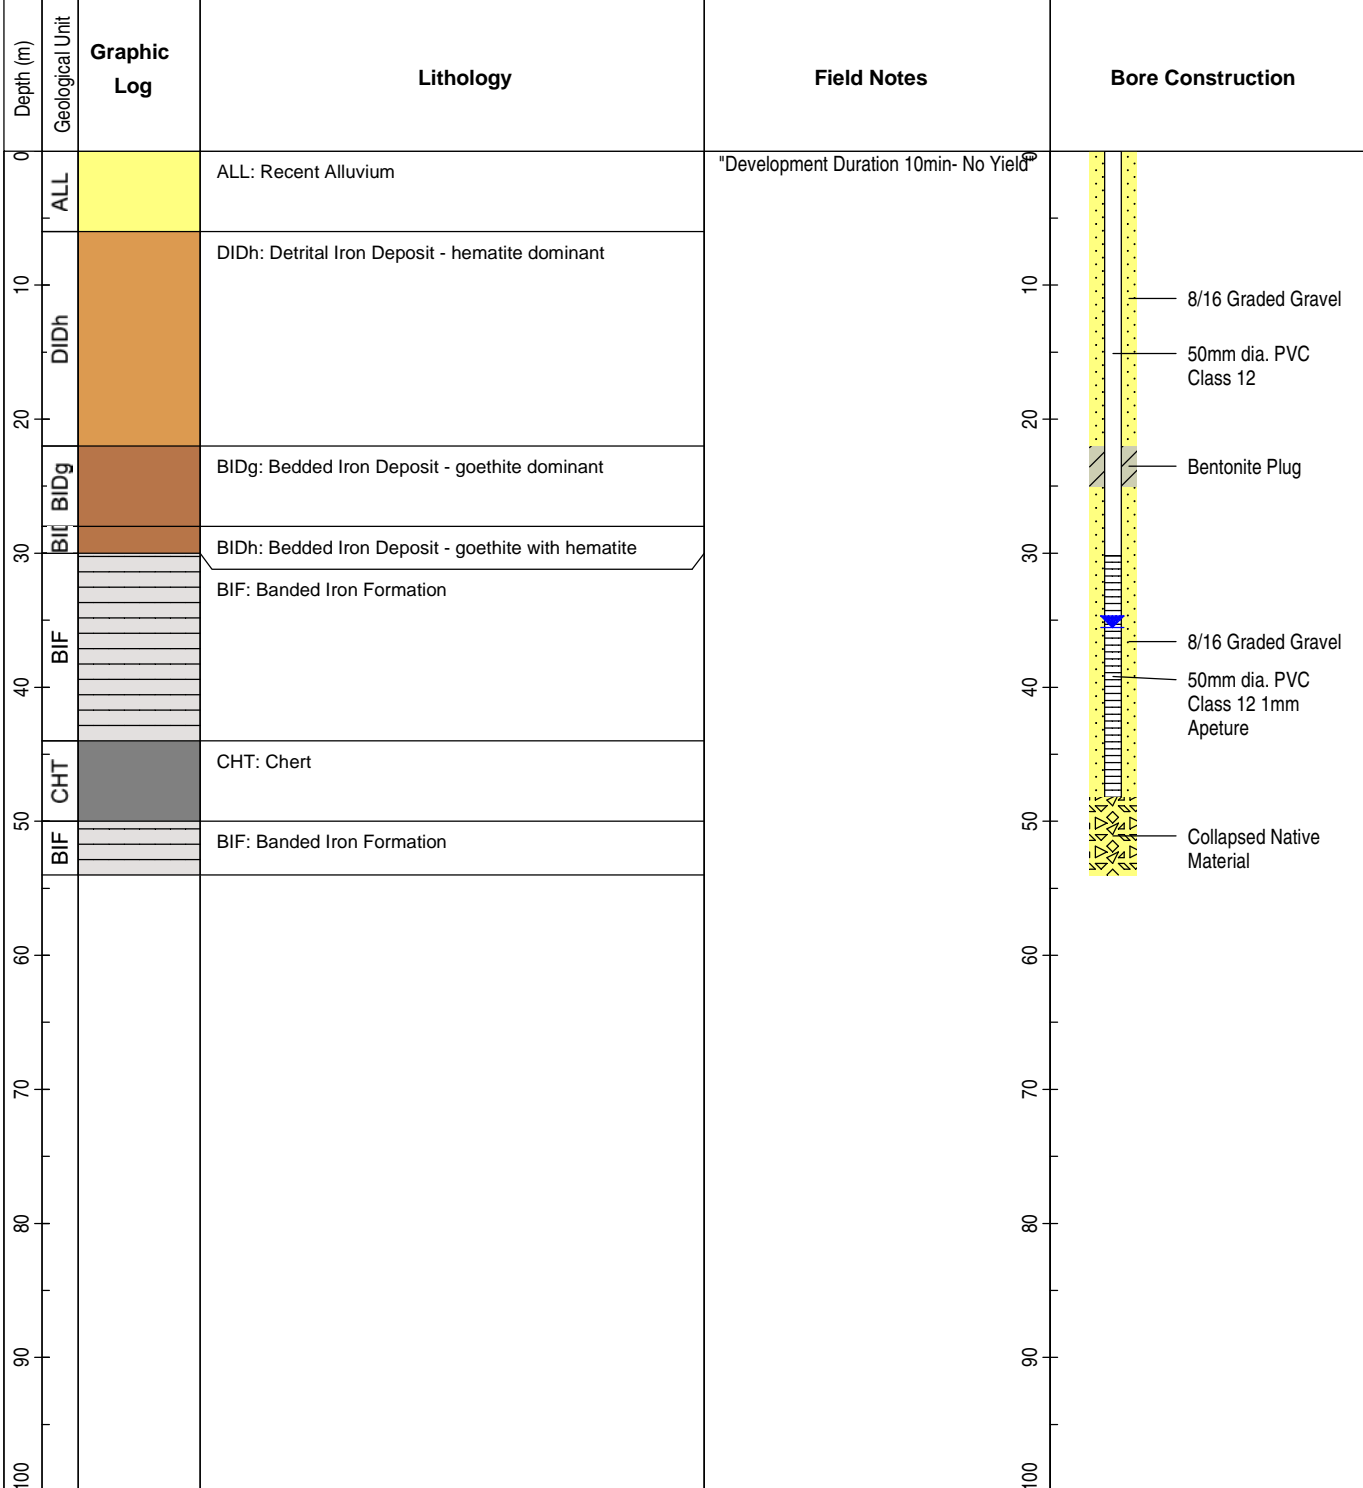 Depth (m)
Geological Unit
Graphic
Log
Lithology
Field Notes
Bore Construction
0
ALL
ALL: Recent Alluvium
"Development Duration 10min- No Yield"
0
DIDh: Detrital Iron Deposit - hematite dominant
10
10
8/16 Graded Gravel
DIDh
50mm dia. PVC
Class 12
20
20
BIDg
BIDg: Bedded Iron Deposit - goethite dominant
Bentonite Plug
BID
BIDh: Bedded Iron Deposit - goethite with hematite
30
30
BIF: Banded Iron Formation
BIF
8/16 Graded Gravel
40
40
50mm dia. PVC
Class 12 1mm
Apeture
CHT
CHT: Chert
50
50
BIF
BIF: Banded Iron Formation
Collapsed Native
Material
60
60
70
70
80
80
90
90
100
100